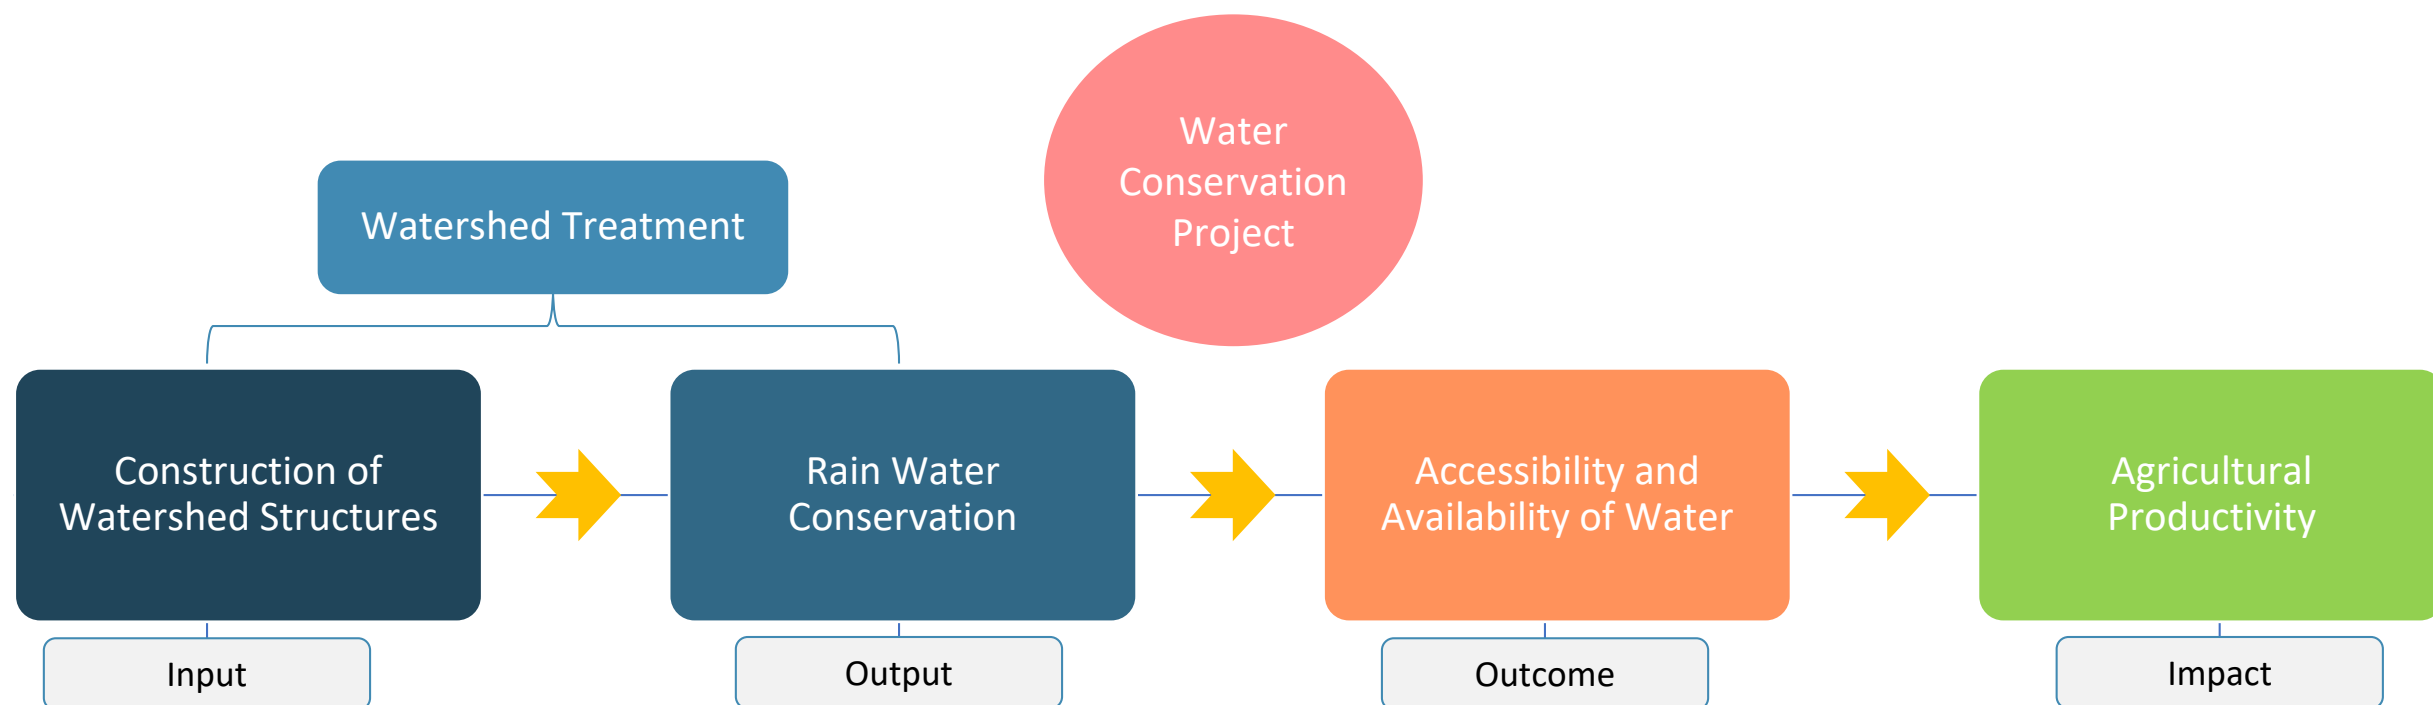 Water
Conservation
Project
Watershed Treatment
Construction of
Watershed Structures
Rain Water
Conservation
Accessibility and
Availability of Water
Agricultural
Productivity
Input
Output
Outcome
Impact